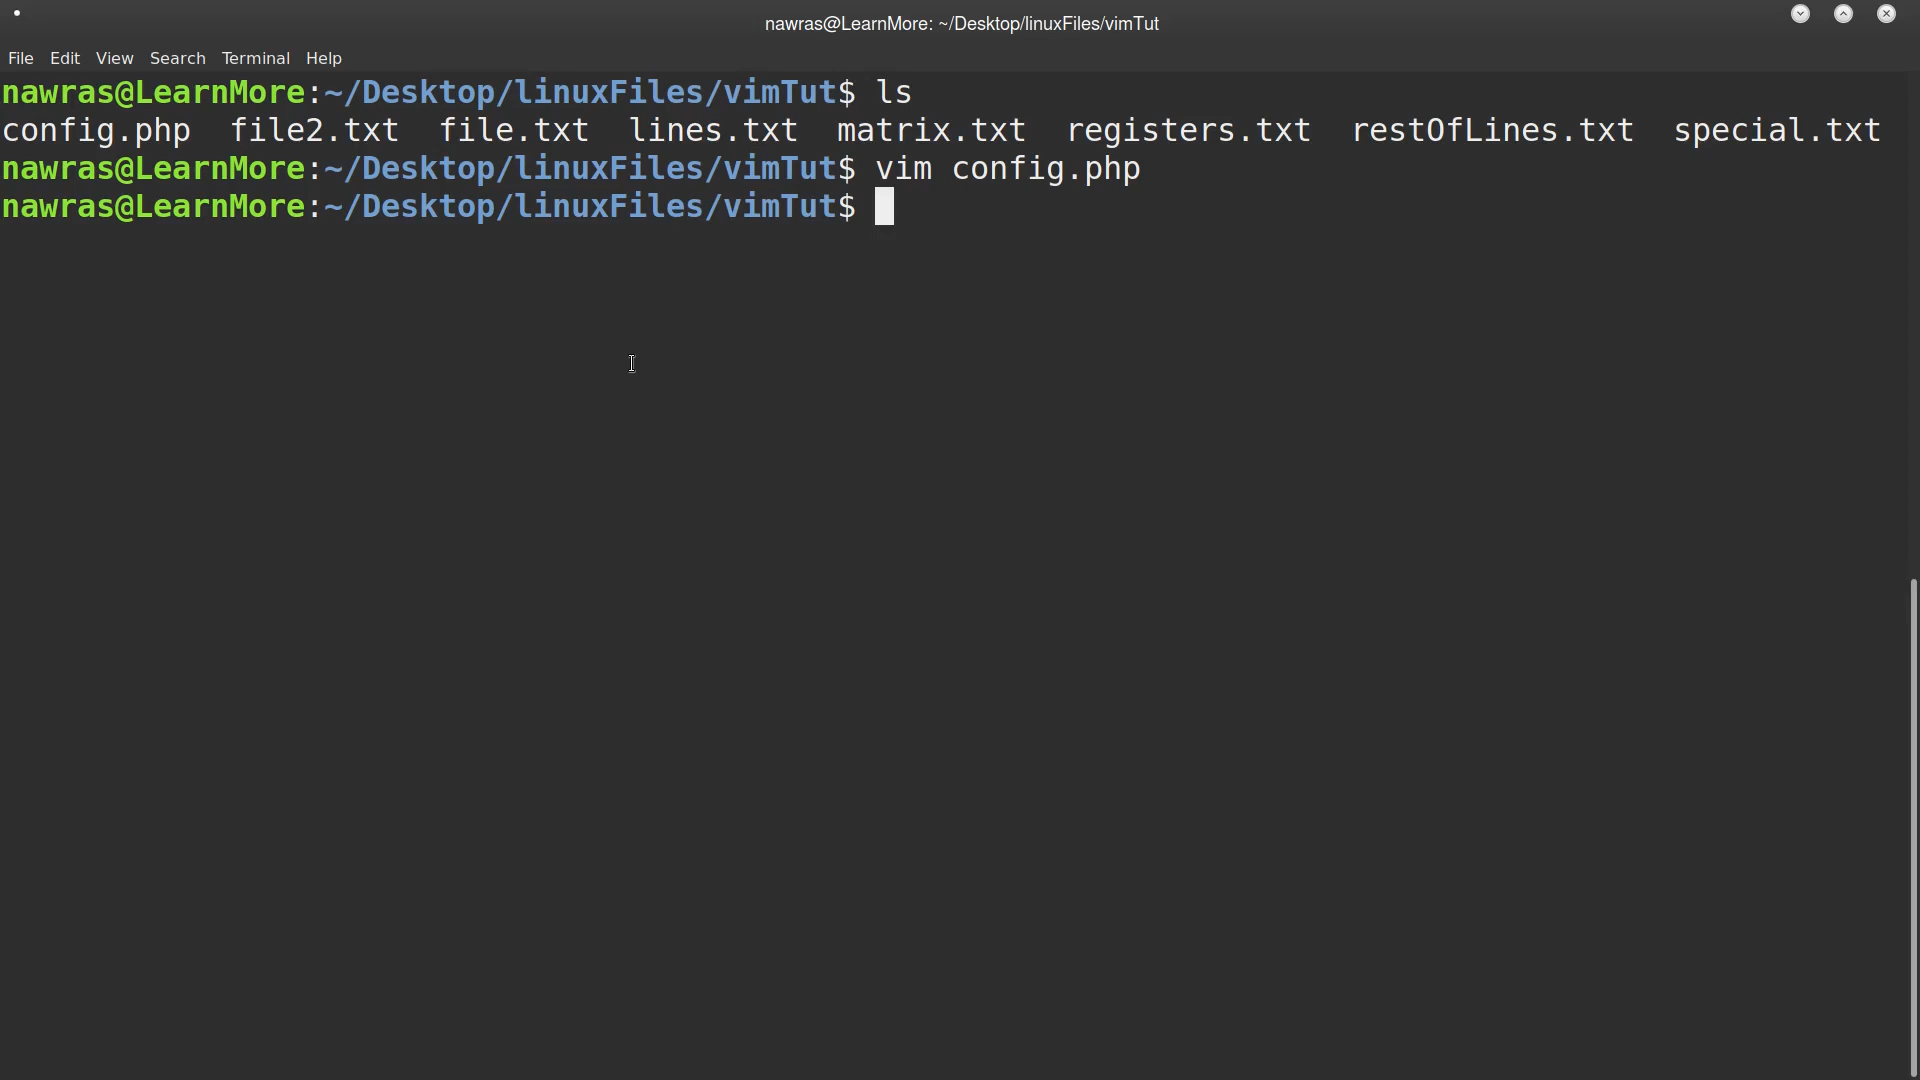 nawras@LearnMore: ~/Desktop/linuxFiles/vimTut
File Edit View Search Terminal Help
nawras@LearnMore:~/Desktop/linuxFiles/vimTut$ ls
config.php  file2.txt  file.txt  lines.txt  matrix.txt  registers.txt  restOfLines.txt  special.txt
nawras@LearnMore:~/Desktop/linuxFiles/vimTut$ vim config.php
nawras@LearnMore:~/Desktop/linuxFiles/vimTut$